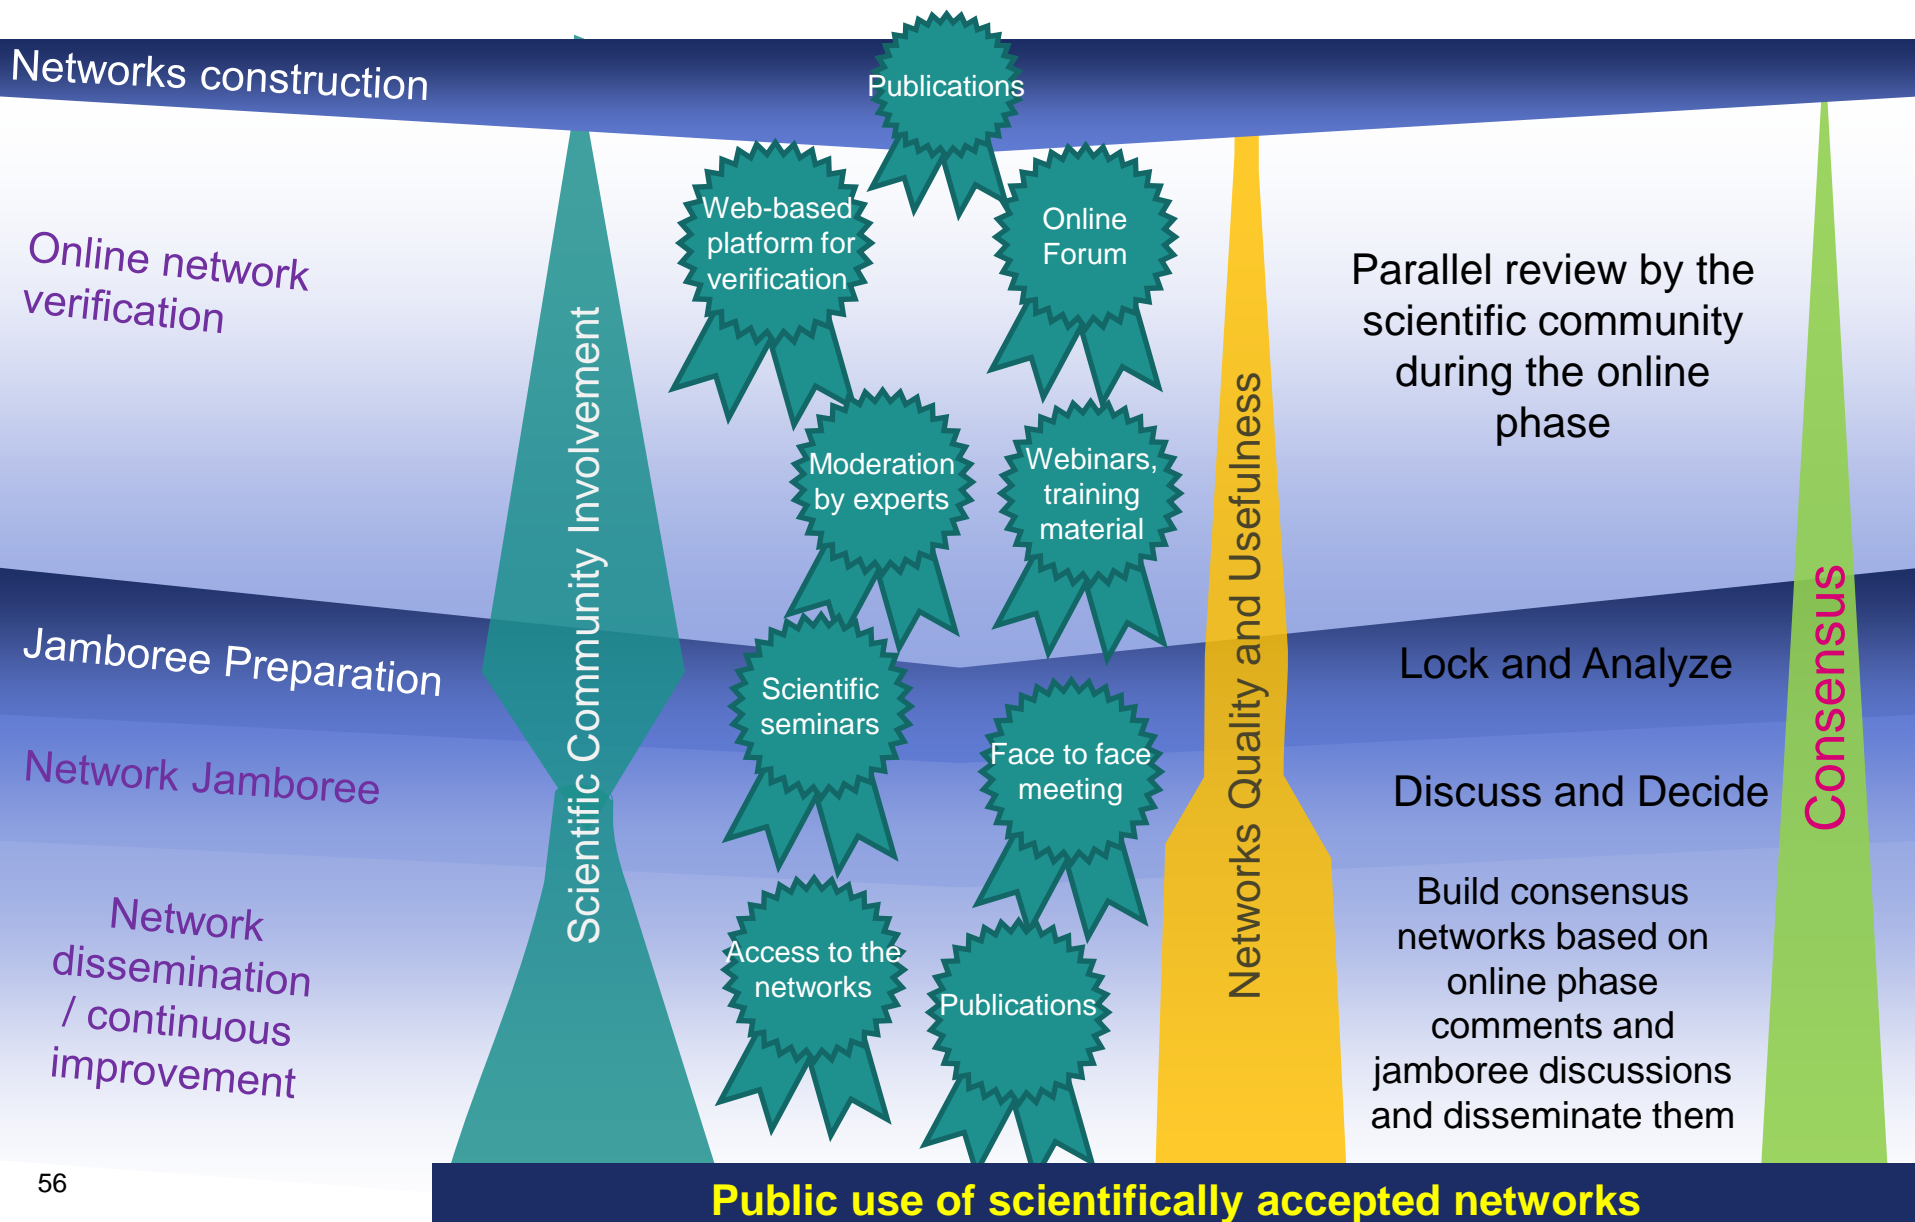 Networks construction
Publications
Web-based
platform for
verification
Online
Forum
Online network
verification
Parallel review by the
scientific community
during the online
phase
Moderation
by experts
Webinars,
training
material
Scientific Community Involvement
Networks Quality and Usefulness
Consensus
Jamboree Preparation
Scientific
seminars
Lock and Analyze
Network Jamboree
Face to face
meeting
Discuss and Decide
Network
dissemination
/ continuous
improvement
Access to the
networks
Publications
Build consensus
networks based on
online phase
comments and
jamboree discussions
and disseminate them
56
Public use of scientifically accepted networks